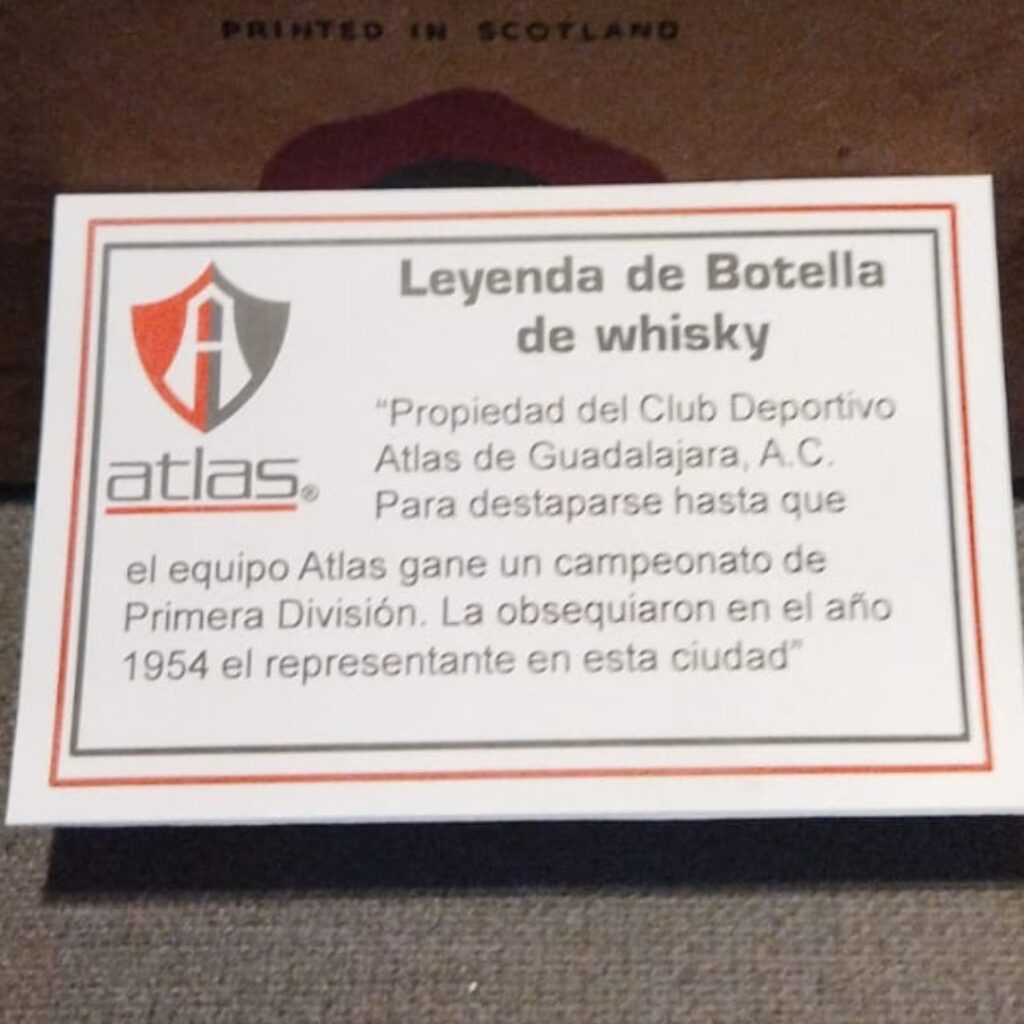 PRINTED IN SCOTLAND
Leyenda de Botella
de whisky
A
atlas®
“Propiedad del Club Deportivo
Atlas de Guadalajara, A.C.
Para destaparse hasta que
el equipo Atlas gane un campeonato de
Primera División. La obsequiaron en el año
1954 el representante en esta ciudad”